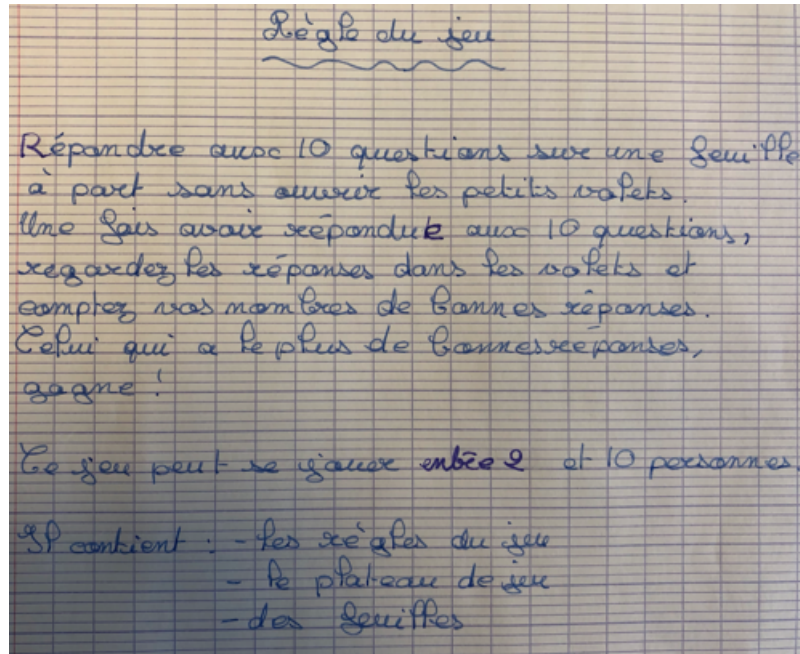 Règle du jeu
Répondre aux 10 questions sur une feuille
à part sans ouvrir les petits volets.
Une fois avoir répondue aux 10 questions,
regardez les réponses dans les volets et
comptez vos nombres de bonnes réponses.
Celui qui a le plus de bonnes réponses,
gagne !
Ce jeu peut se jouer entre 2 et 10 personnes.
Il contient : - les règles du jeu
- le plateau de jeu
- des feuilles